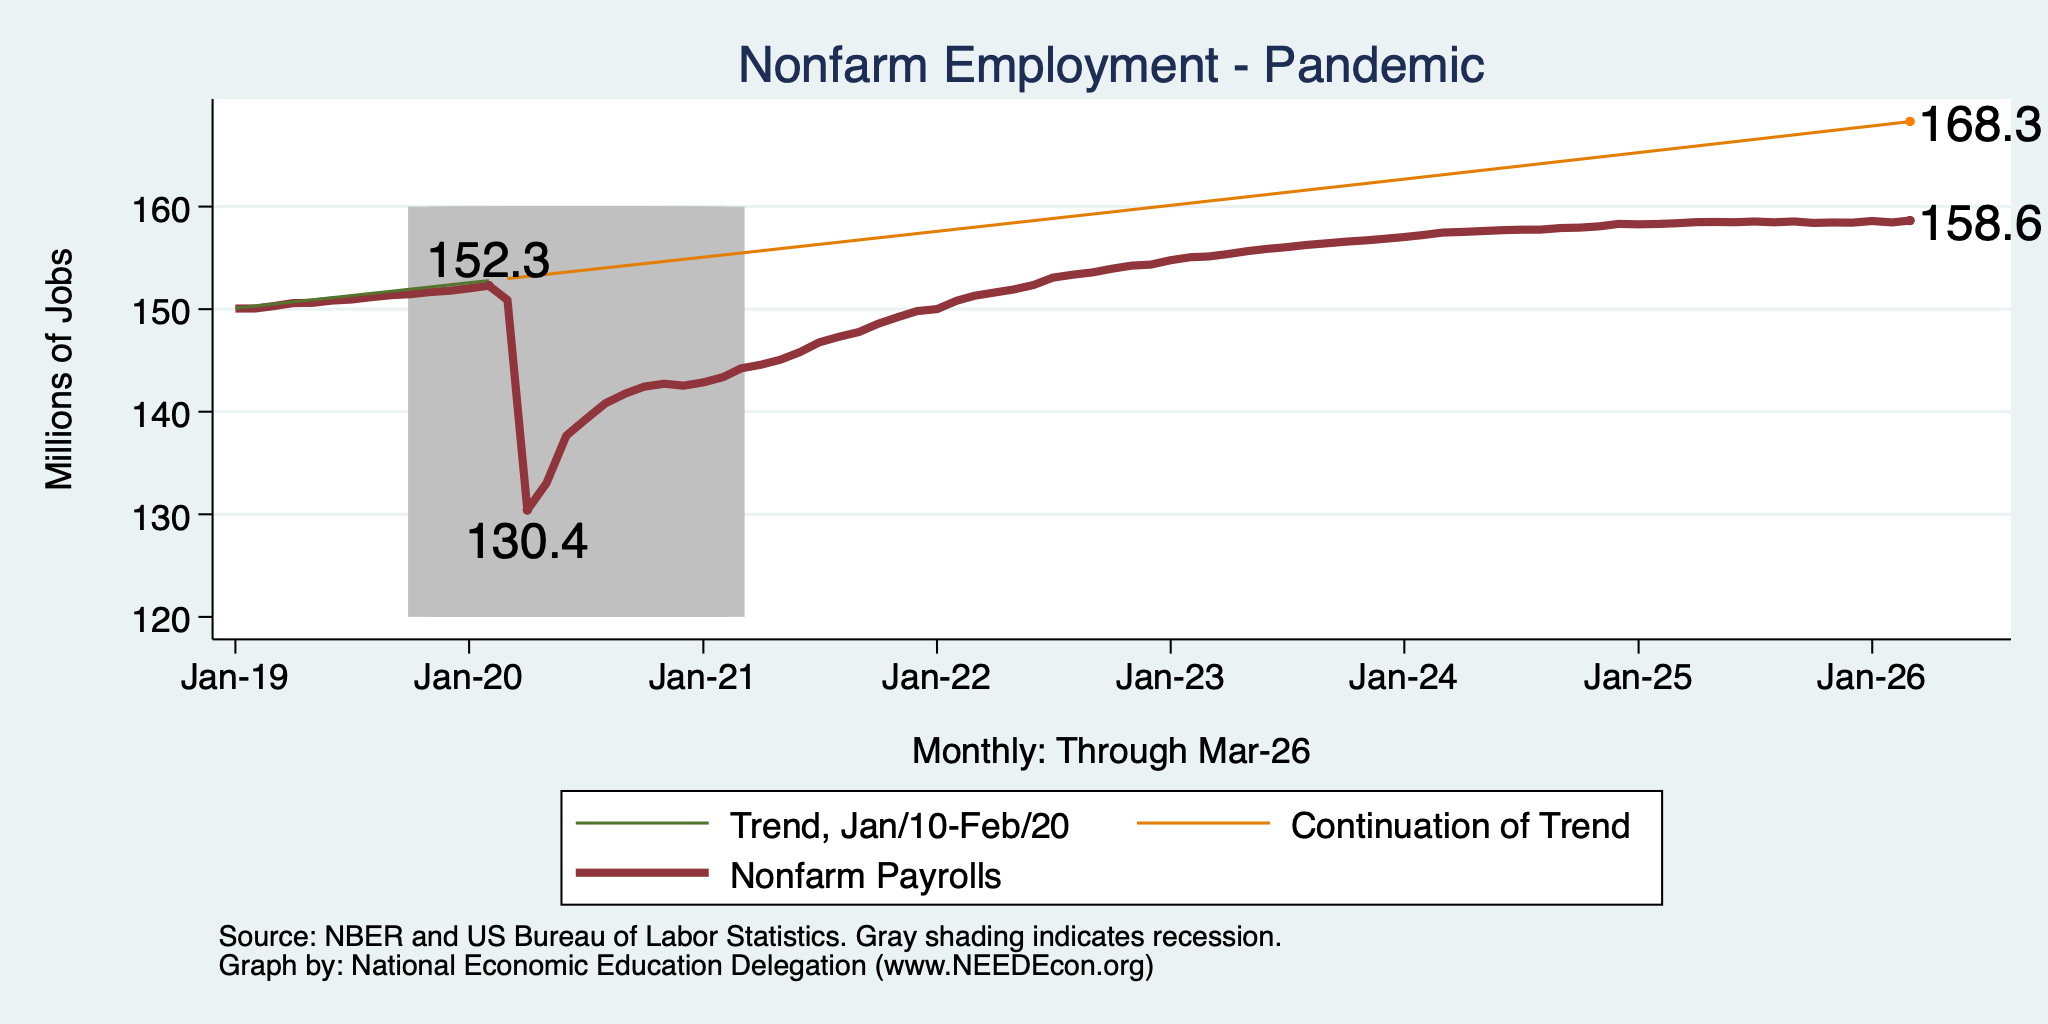 Nonfarm Employment - Pandemic
168.3
160
158.6
152.3
150
140
130
130.4
120
Millions of Jobs
Jan-19 Jan-20 Jan-21 Jan-22 Jan-23 Jan-24 Jan-25 Jan-26
Monthly: Through Mar-26
Trend, Jan/10-Feb/20 Continuation of Trend
Nonfarm Payrolls
Source: NBER and US Bureau of Labor Statistics. Gray shading indicates recession.
Graph by: National Economic Education Delegation (www.NEEDEcon.org)